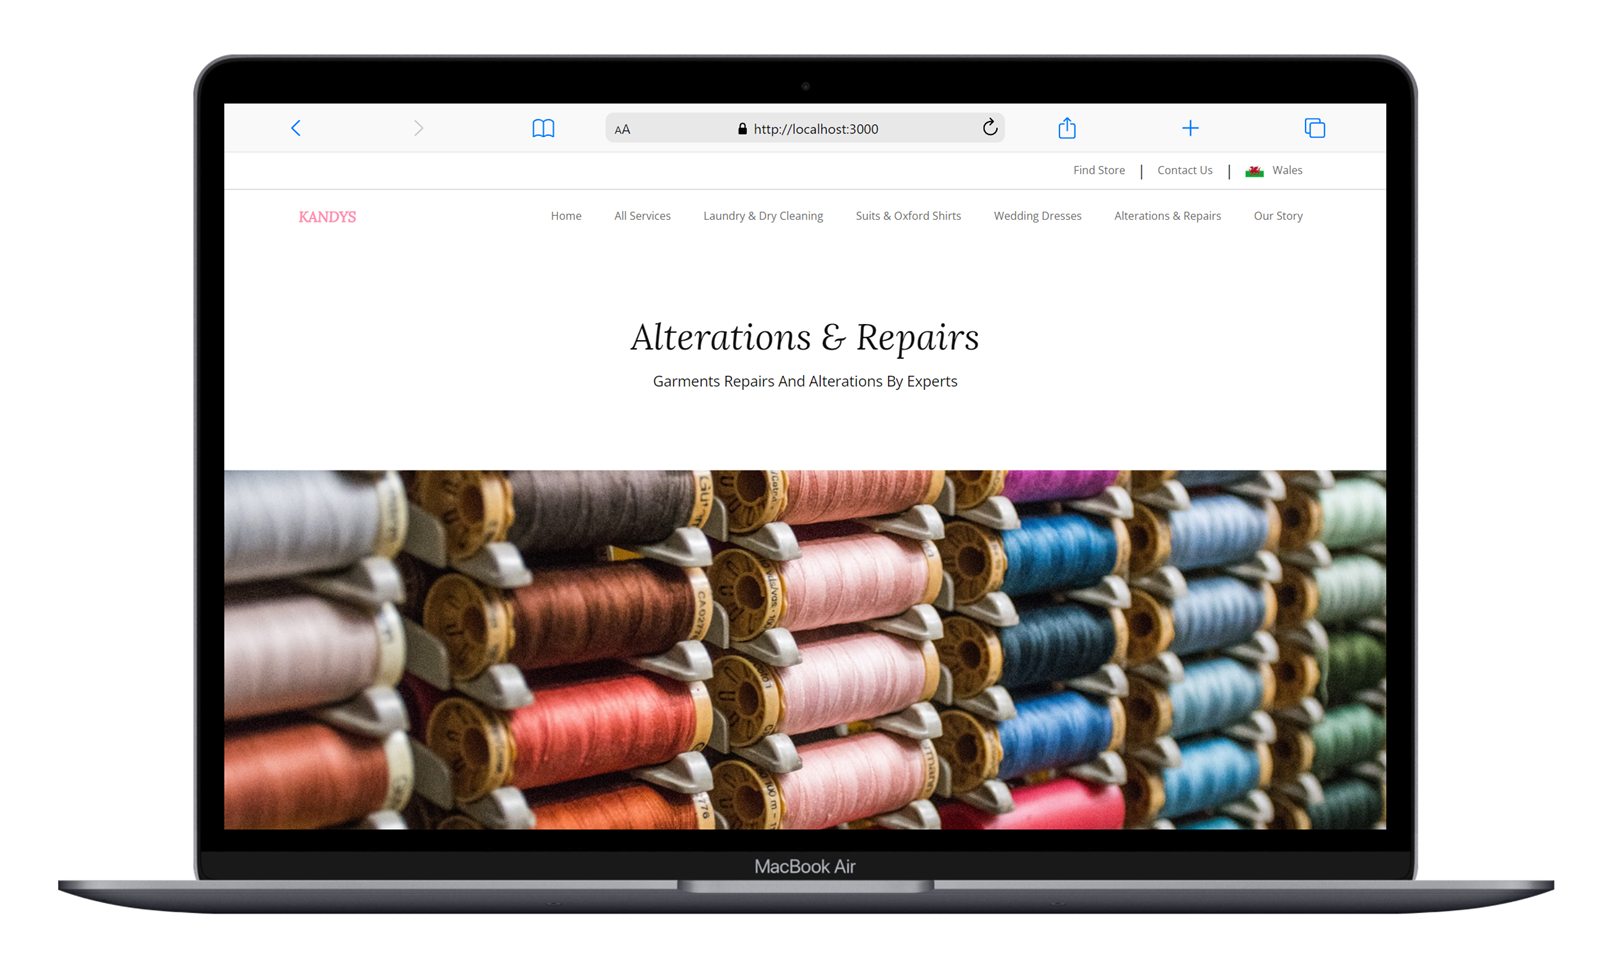 AA http://localhost:3000
Find Store | Contact Us | Wales
KANDYS Home All Services Laundry & Dry Cleaning Suits & Oxford Shirts Wedding Dresses Alterations & Repairs Our Story
Alterations & Repairs
Garments Repairs And Alterations By Experts
MacBook Air